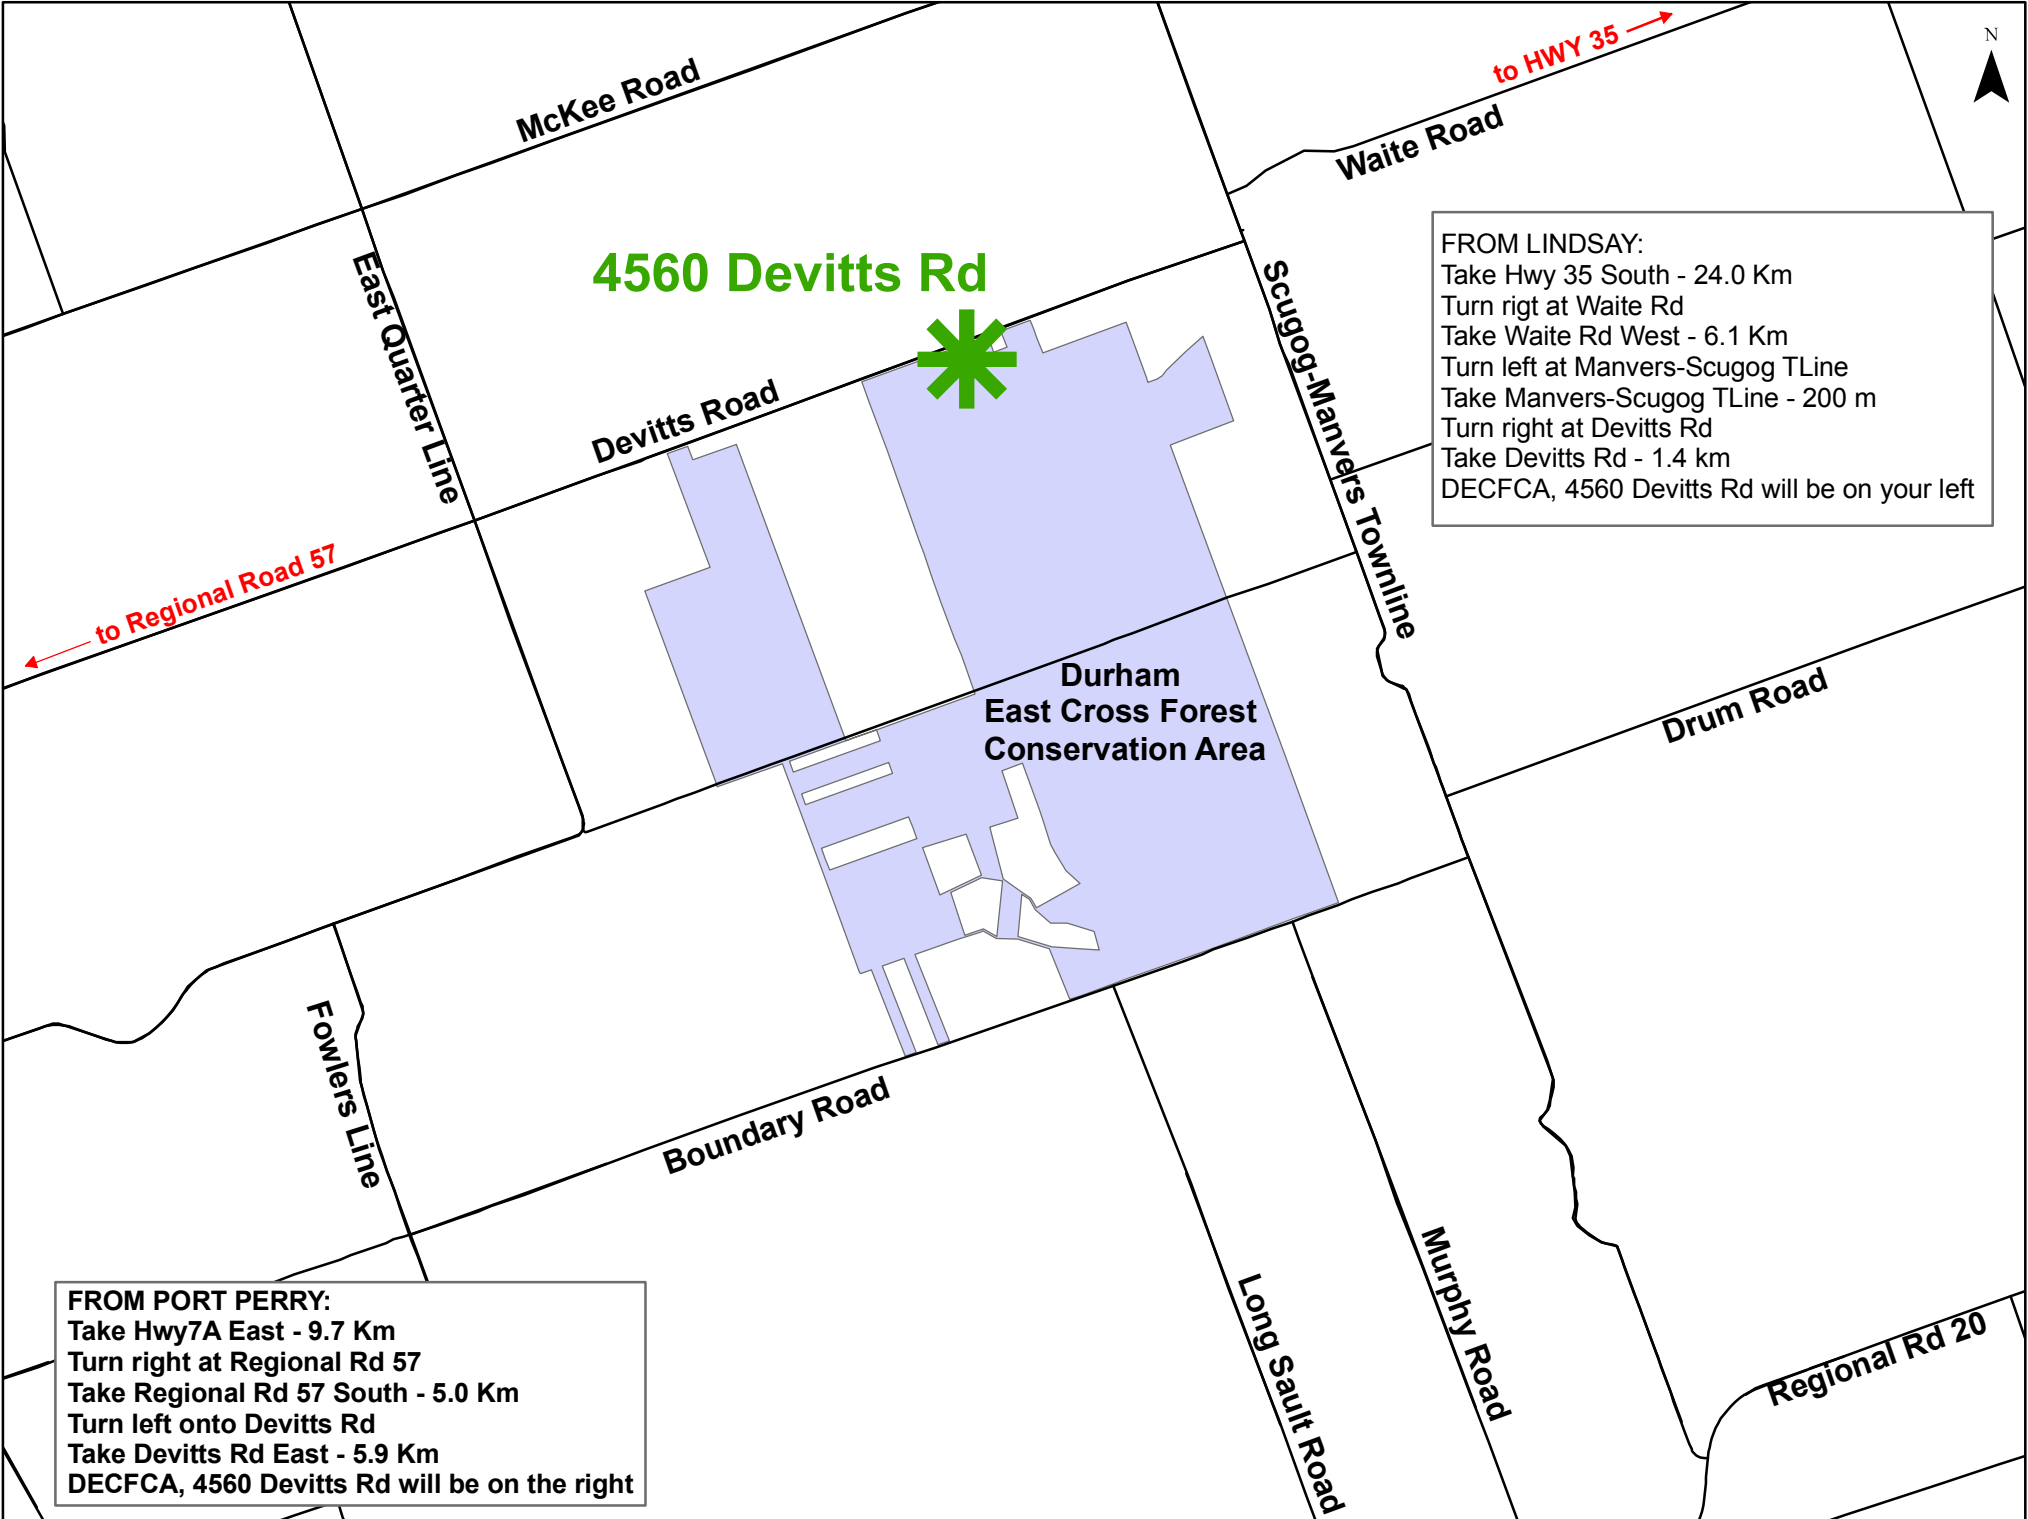 to HWY 35
N
McKee Road
Waite Road
FROM LINDSAY:
Take Hwy 35 South - 24.0 Km
Turn rigt at Waite Rd
Take Waite Rd West - 6.1 Km
Turn left at Manvers-Scugog TLine
Take Manvers-Scugog TLine - 200 m
Turn right at Devitts Rd
Take Devitts Rd - 1.4 km
DECFCA, 4560 Devitts Rd will be on your left
4560 Devitts Rd
East Quarter Line
Scugog-Manvers Townline
Devitts Road
to Regional Road 57
Durham
East Cross Forest
Conservation Area
Drum Road
Fowlers Line
Boundary Road
Long Sault Road
Murphy Road
Regional Rd 20
FROM PORT PERRY:
Take Hwy7A East - 9.7 Km
Turn right at Regional Rd 57
Take Regional Rd 57 South - 5.0 Km
Turn left onto Devitts Rd
Take Devitts Rd East - 5.9 Km
DECFCA, 4560 Devitts Rd will be on the right